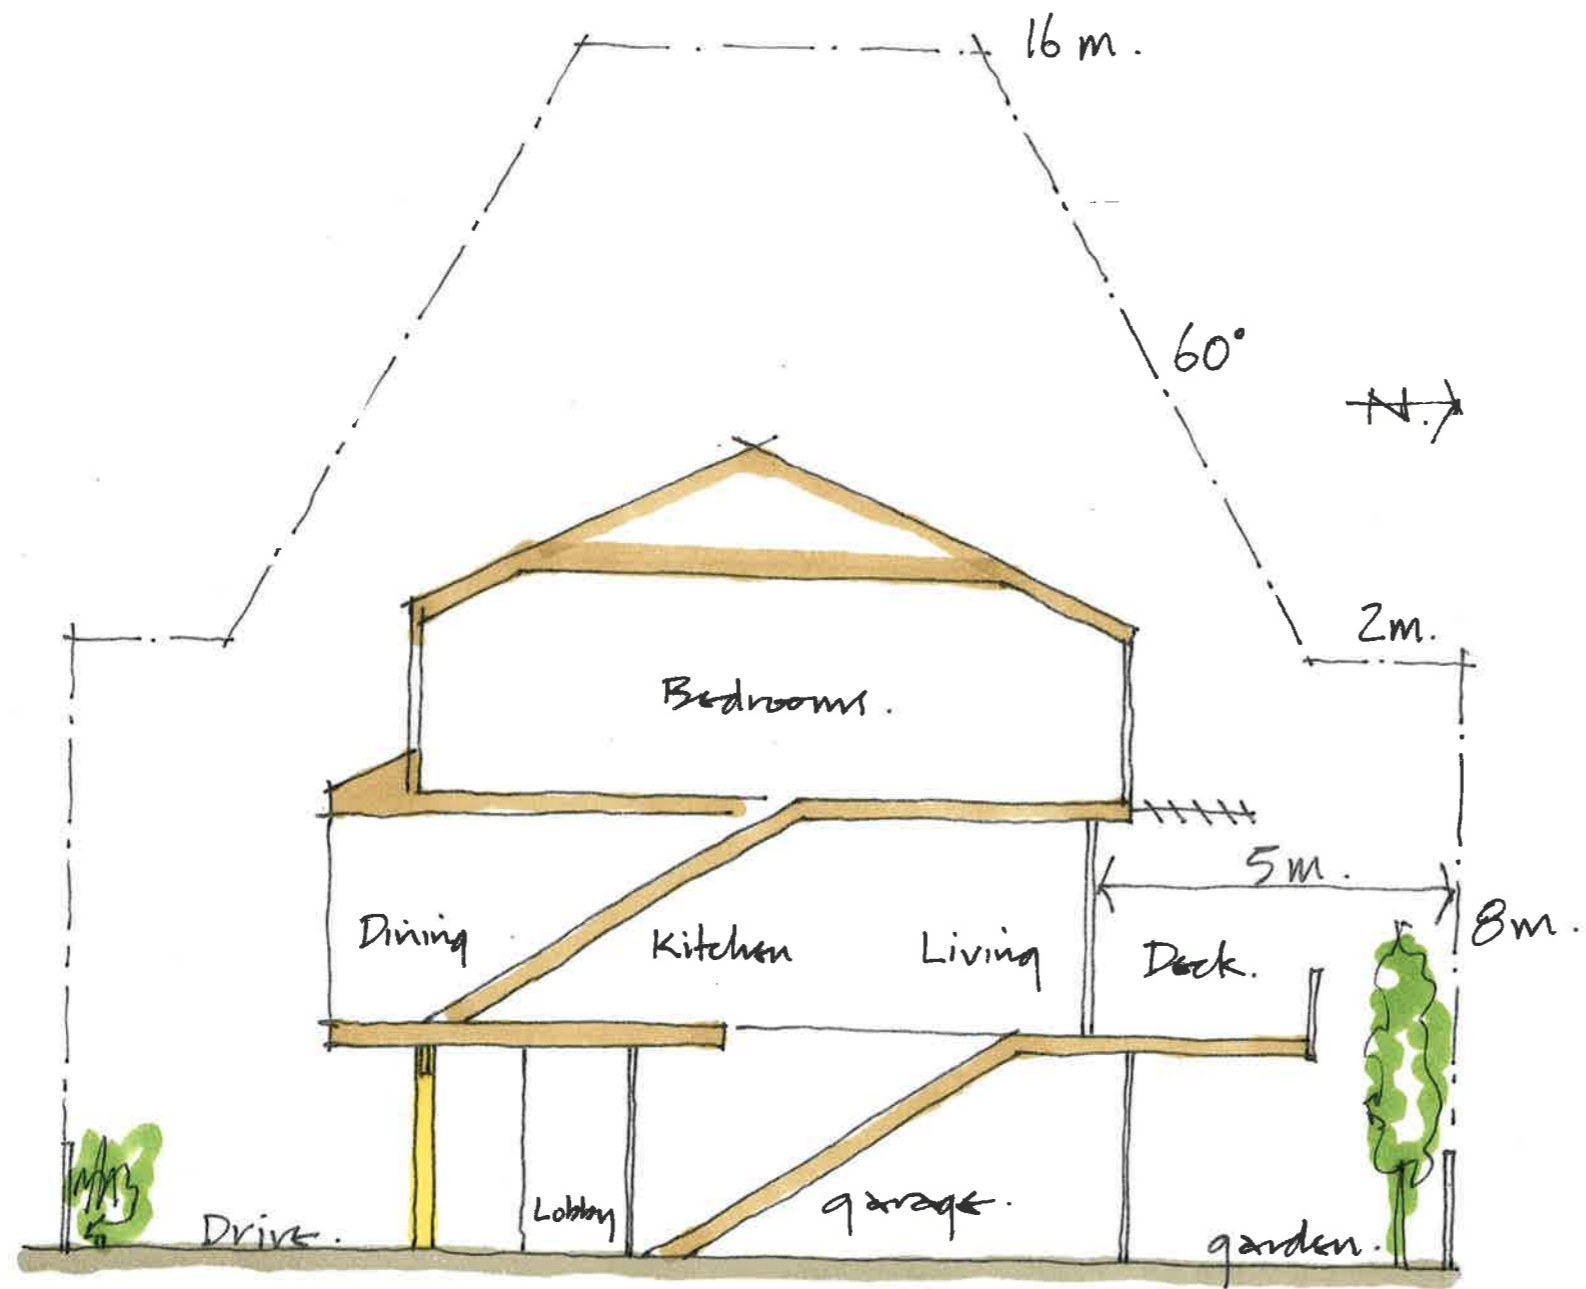 16 m.
60°
N.
2m.
Bedrooms.
5m.
8m.
Dining
Kitchen
Living
Deck.
Lobby
garage.
Drive.
garden.